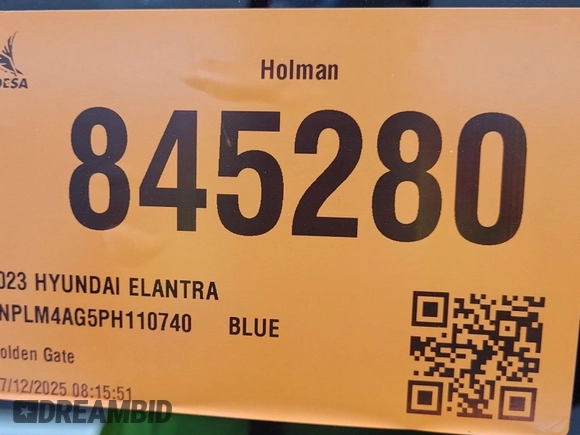 DESA
Holman
845280
023 HYUNDAI ELANTRA
NPLM4AG5PH110740 BLUE
olden Gate
7/12/2025 08:15:51
DREAMBID